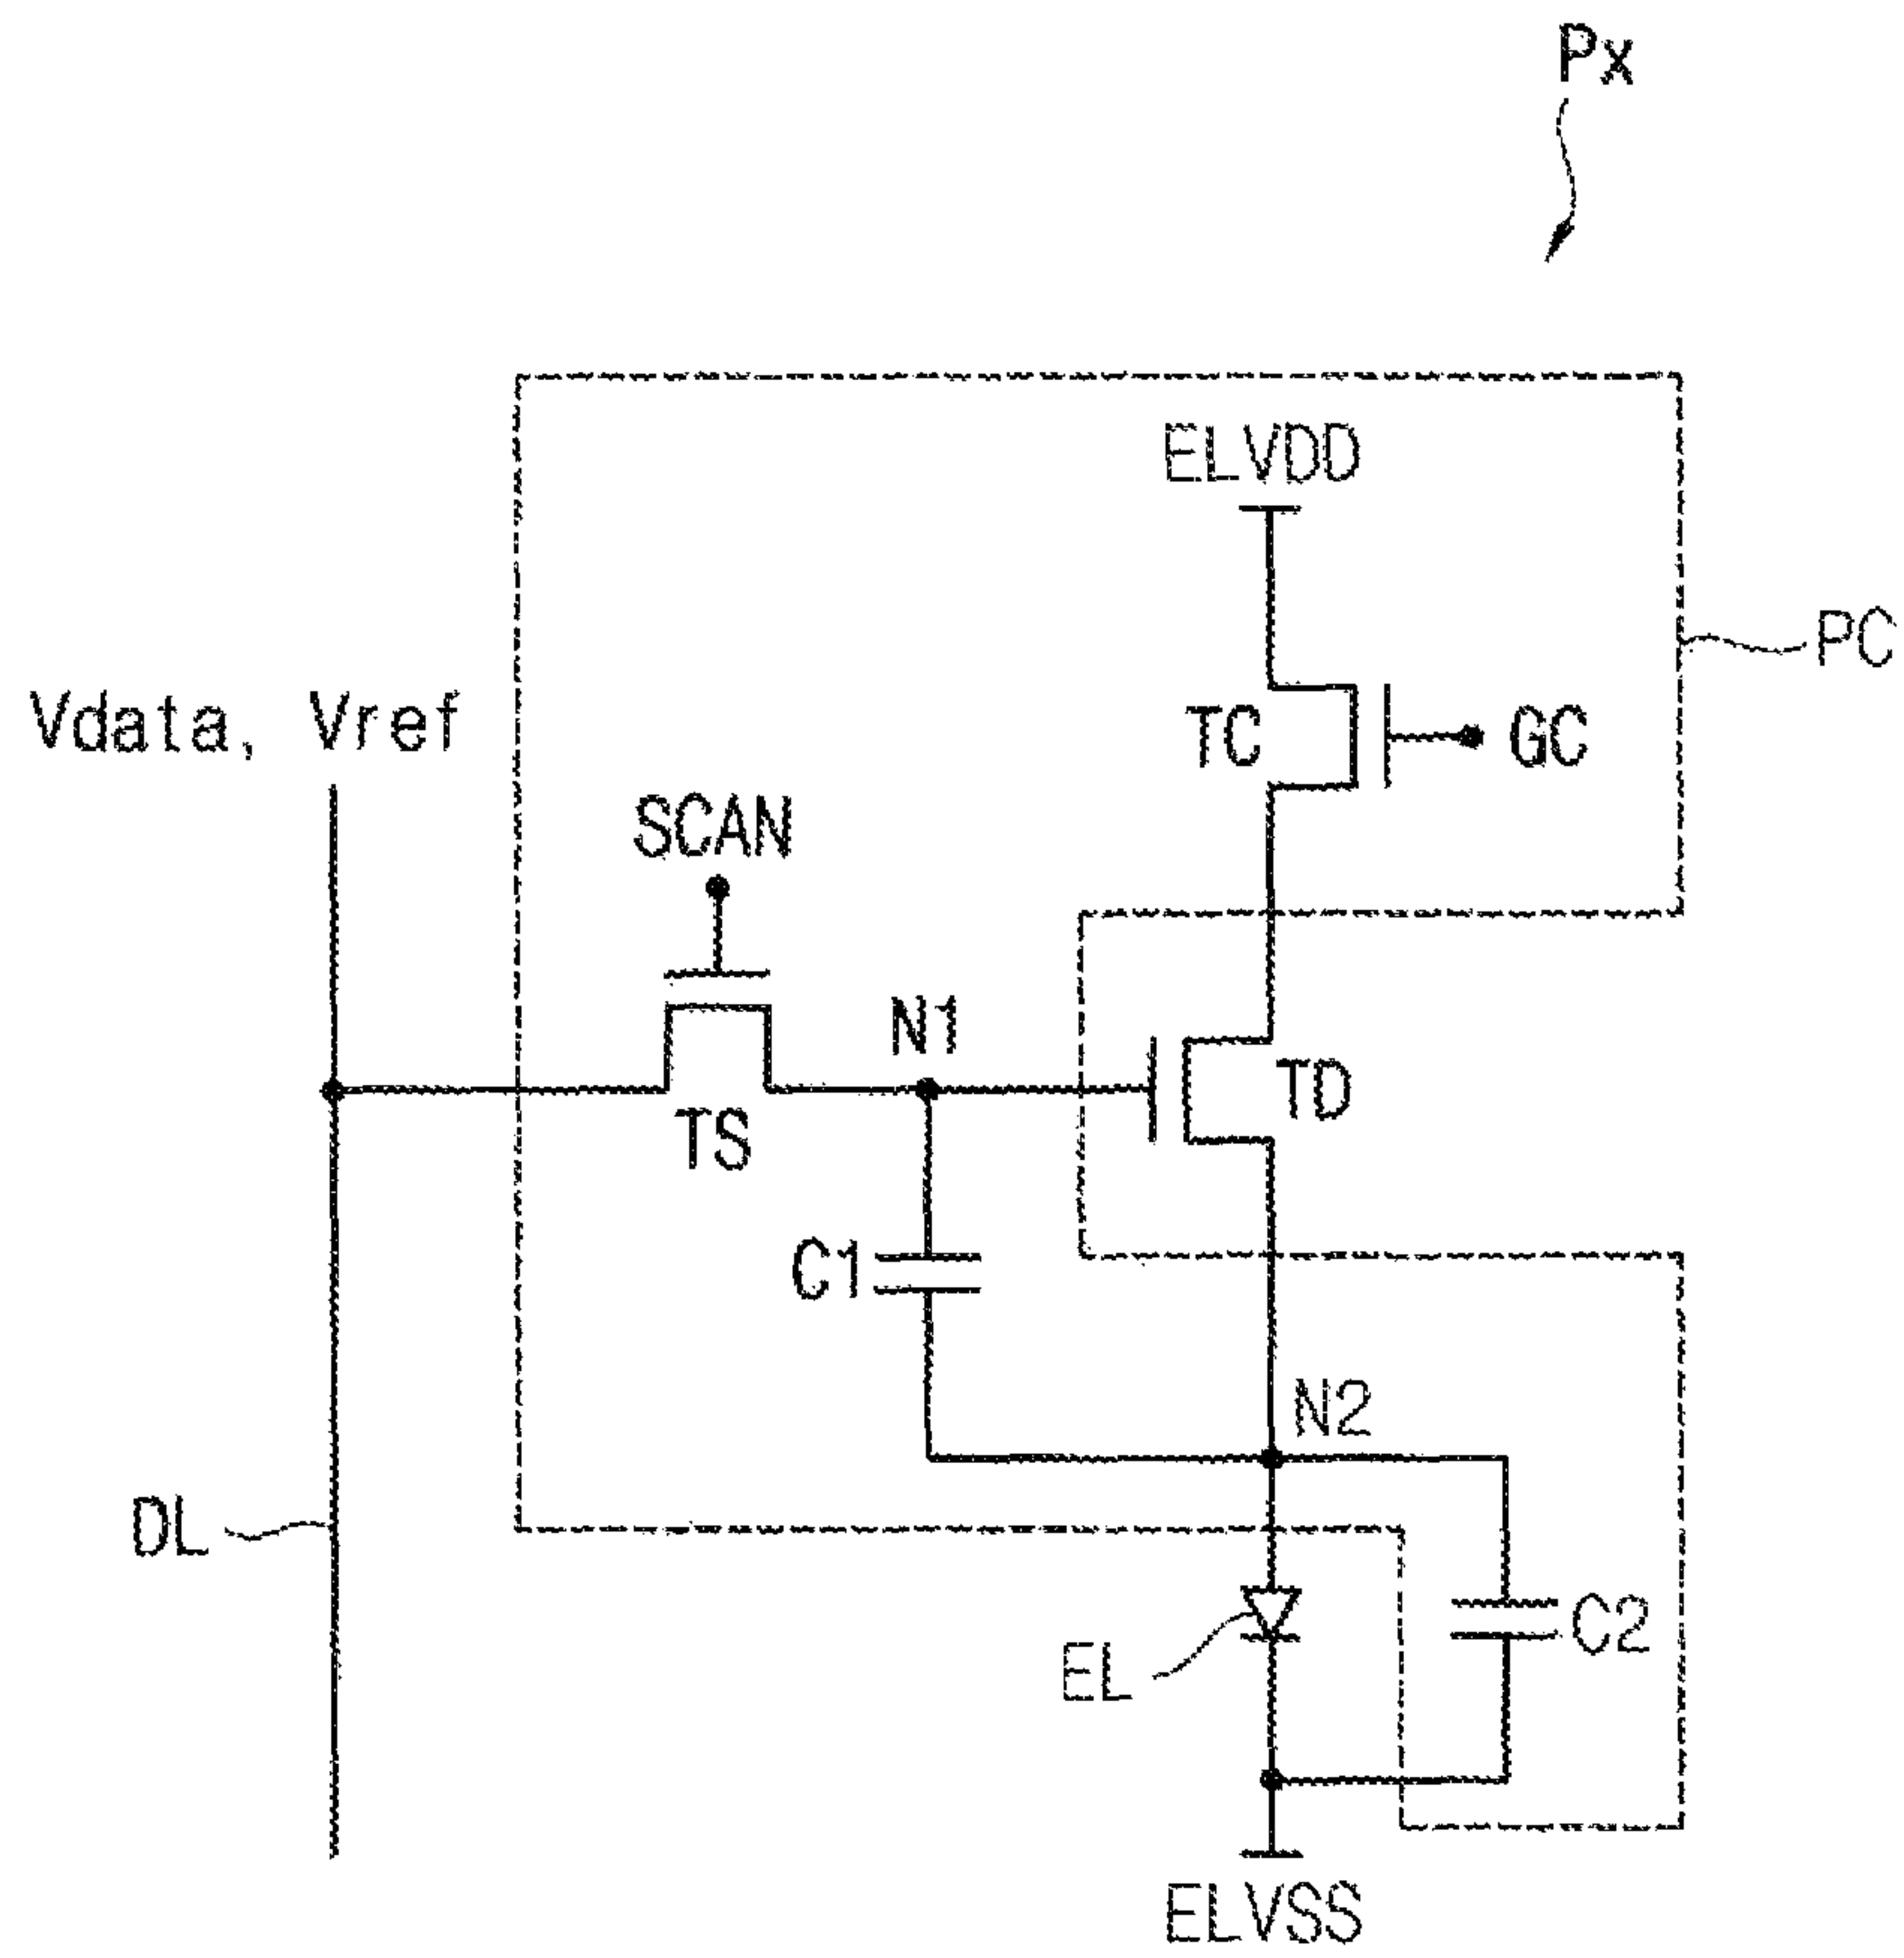 Px
ELVDD
PC
Vdata, Vref
TC
GC
SCAN
N1
TD
TS
C1
N2
DL
C2
EL
ELVSS